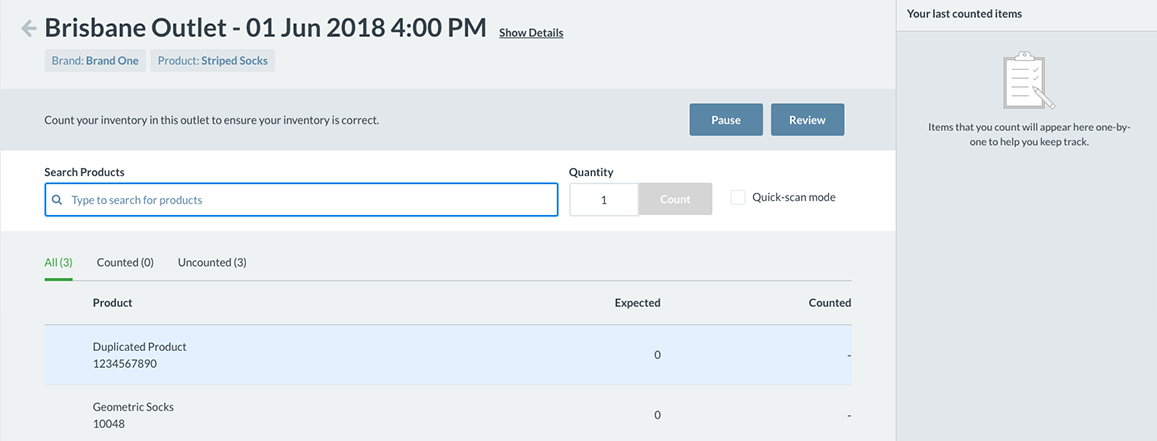 Brisbane Outlet - 01 Jun 2018 4:00 PM Show Details
Brand: Brand One Product: Striped Socks
Count your inventory in this outlet to ensure your inventory is correct.
Pause Review
Search Products Quantity
Type to search for products 1 Count Quick-scan mode
All (3) Counted (0) Uncounted (3)
Product Expected Counted
Duplicated Product
1234567890
0 -
Geometric Socks
10048
0 -
Your last counted items
Items that you count will appear here one-by-
one to help you keep track.